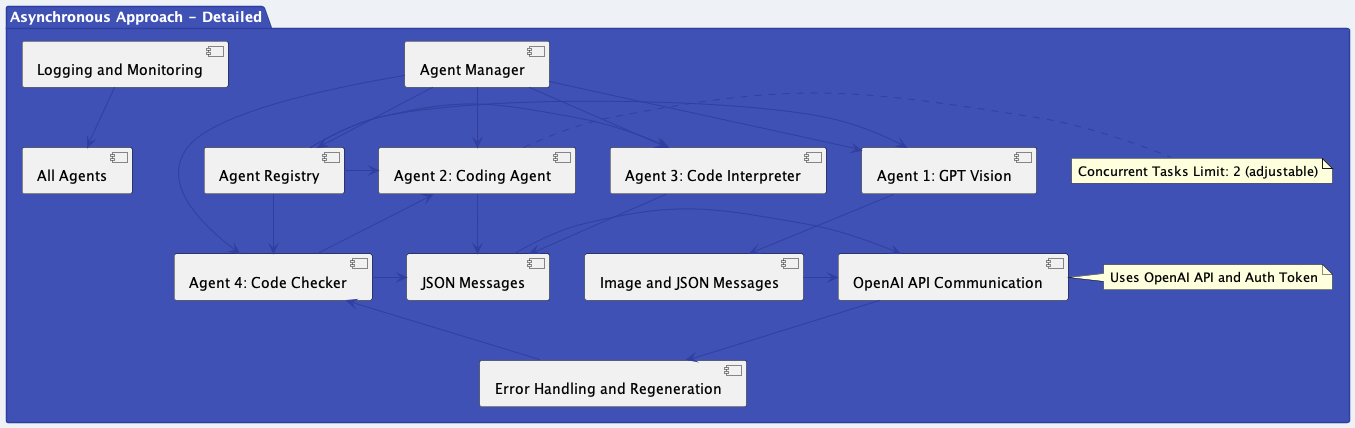 Asynchronous Approach - Detailed
Logging and Monitoring
Agent Manager
All Agents
Agent Registry
Agent 2: Coding Agent
Agent 3: Code Interpreter
Agent 1: GPT Vision
Concurrent Tasks Limit: 2 (adjustable)
Agent 4: Code Checker
JSON Messages
Image and JSON Messages
OpenAI API Communication
Uses OpenAI API and Auth Token
Error Handling and Regeneration